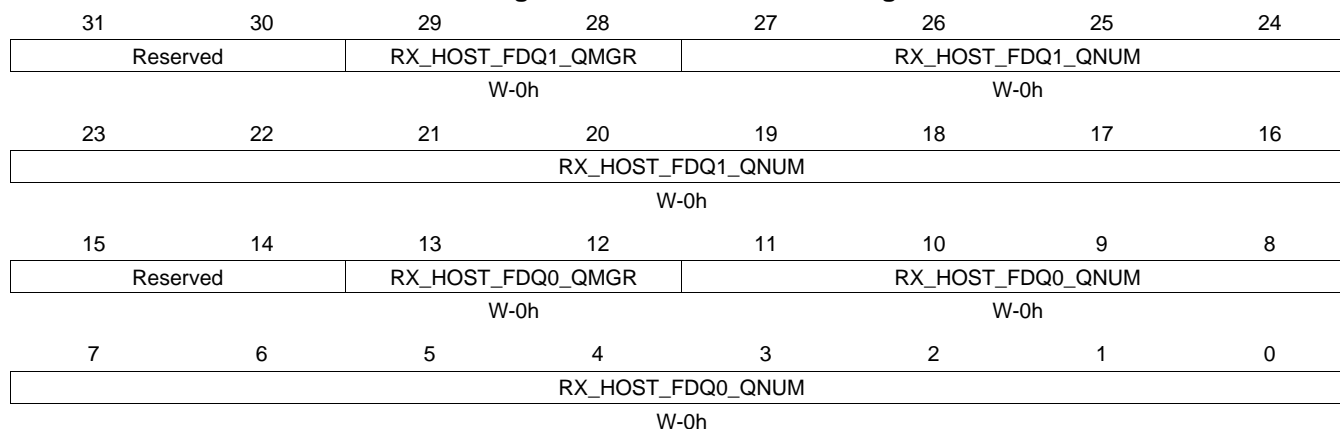 31 30 29 28 27 26 25 24
Reserved RX_HOST_FDQ1_QMGR RX_HOST_FDQ1_QNUM
W-0h W-0h
23 22 21 20 19 18 17 16
RX_HOST_FDQ1_QNUM
W-0h
15 14 13 12 11 10 9 8
Reserved RX_HOST_FDQ0_QMGR RX_HOST_FDQ0_QNUM
W-0h W-0h
7 6 5 4 3 2 1 0
RX_HOST_FDQ0_QNUM
W-0h